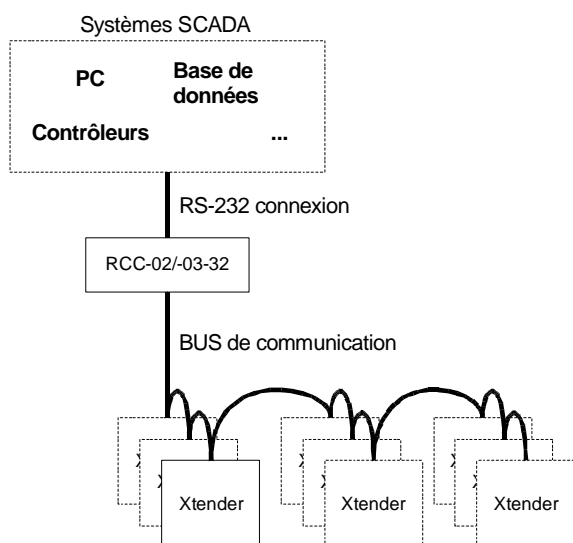 Systèmes SCADA
PC
Base de
données
Contrôleurs
...
RS-232 connexion
RCC-02/-03-32
BUS de communication
Xtender
Xtender
Xtender